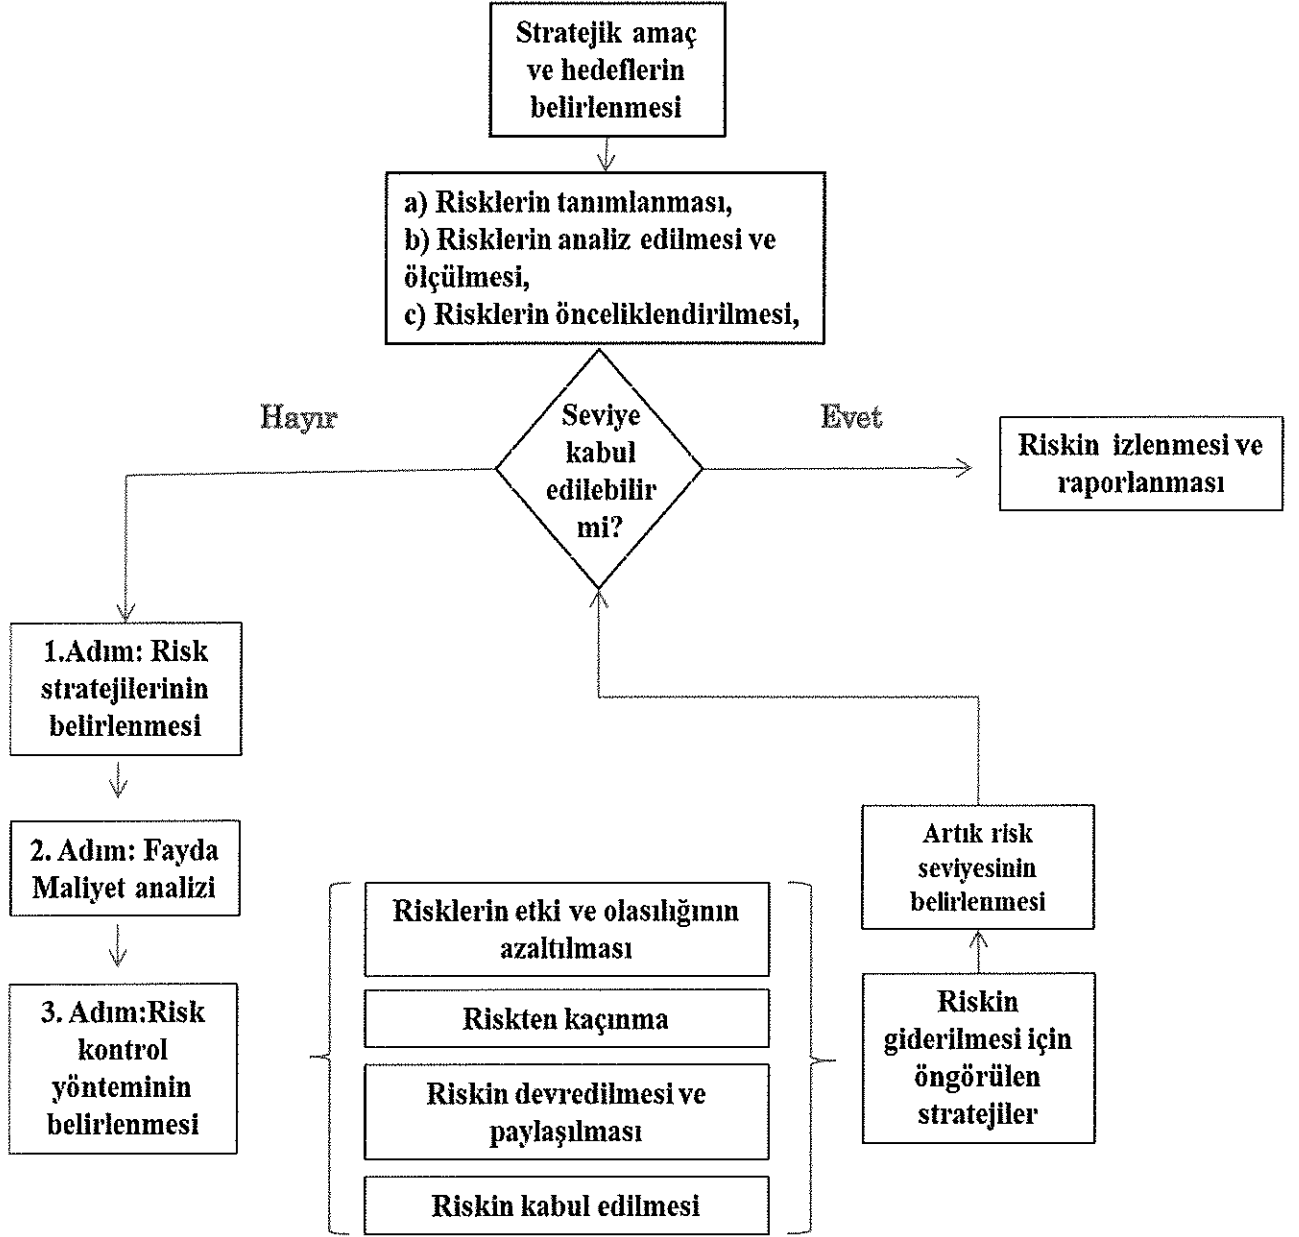 Stratejik amaç
ve hedeflerin
belirlenmesi
a) Risklerin tanımlanması,
b) Risklerin analiz edilmesi ve
ölçülmesi,
c) Risklerin önceliklendirilmesi,
Hayır
Seviye
kabul
edilebilir
mi?
Evet
Riskin izlenmesi ve
raporlanması
1.Adım: Risk
stratejilerinin
belirlenmesi
2. Adım: Fayda
Maliyet analizi
3. Adım:Risk
kontrol
yönteminin
belirlenmesi
Risklerin etki ve olasılığının
azaltılması
Riskten kaçınma
Riskin devredilmesi ve
paylaşılması
Riskin kabul edilmesi
Artık risk
seviyesinin
belirlenmesi
Riskin
giderilmesi için
öngörülen
stratejiler